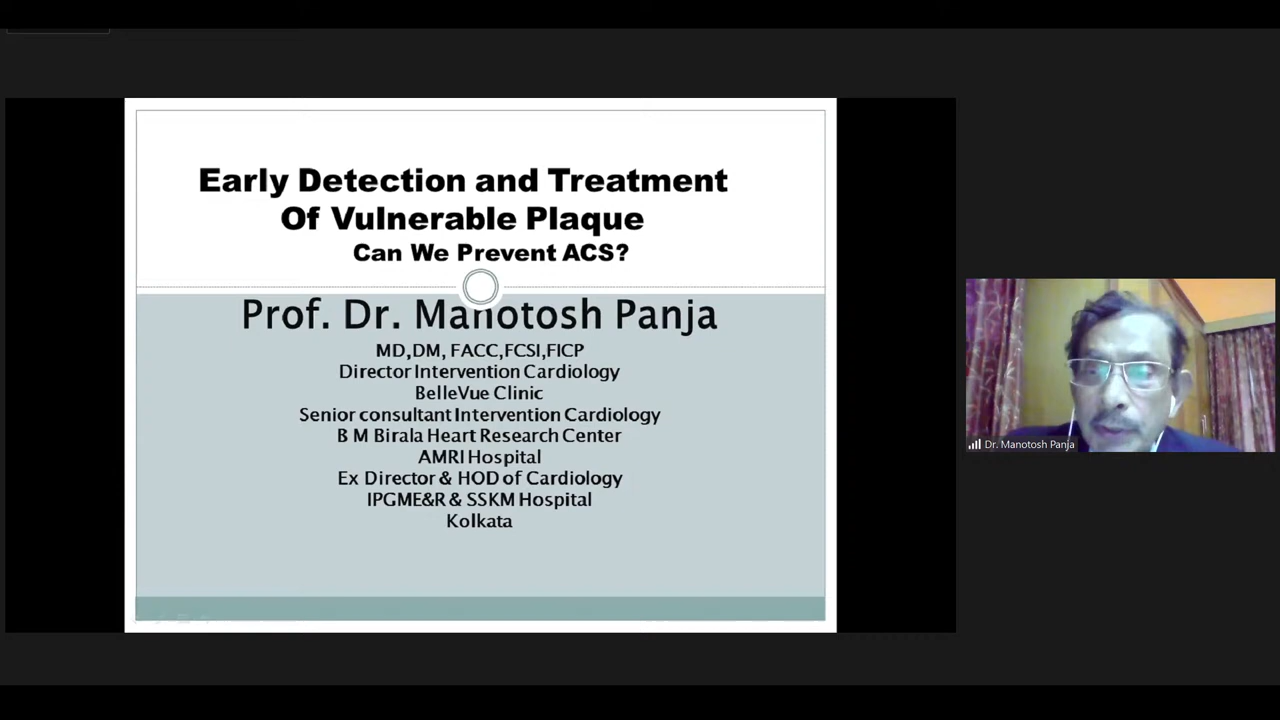 Early Detection and Treatment
Of Vulnerable Plaque
Can We Prevent ACS?
Prof. Dr. Manotosh Panja
MD,DM, FACC,FCSI,FICP
Director Intervention Cardiology
BelleVue Clinic
Senior consultant Intervention Cardiology
B M Birala Heart Research Center
AMRI Hospital
Ex Director & HOD of Cardiology
IPGME&R & SSKM Hospital
Kolkata
Dr. Manotosh Panja